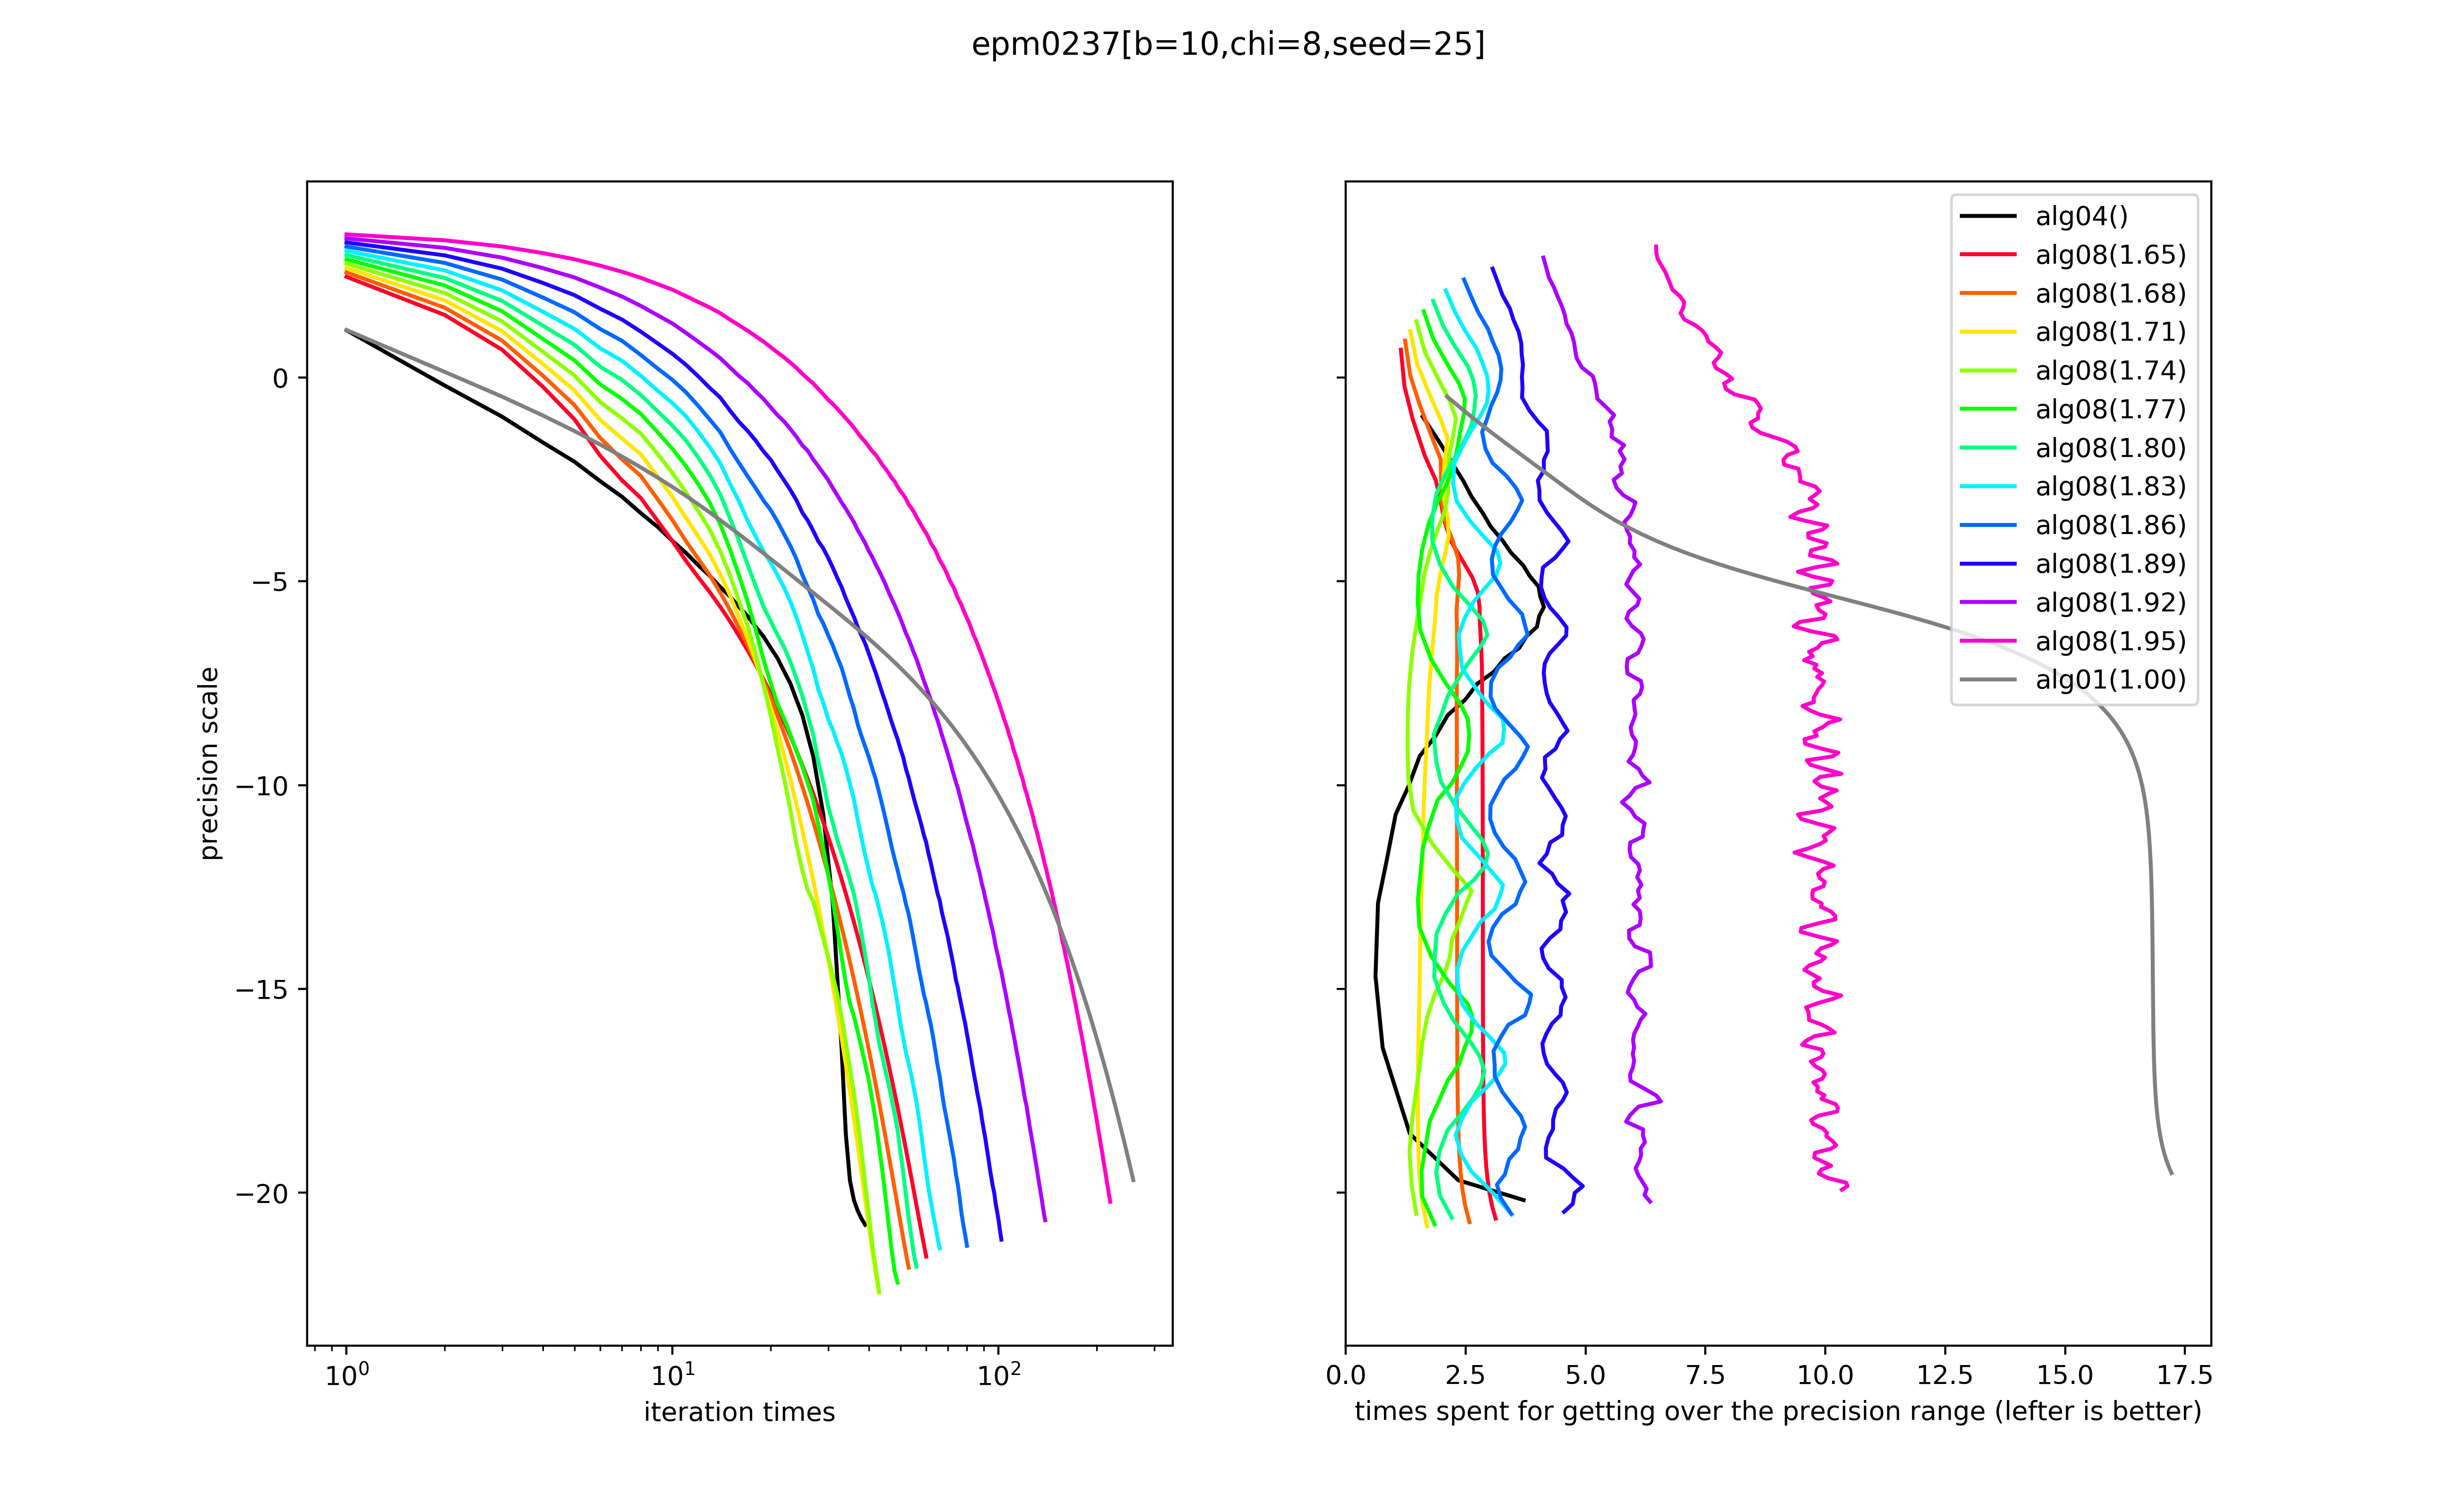 epm0237[b=10,chi=8,seed=25]
precision scale
0
−5
−10
−15
−20
10⁰ 10¹ 10²
iteration times
alg04()
alg08(1.65)
alg08(1.68)
alg08(1.71)
alg08(1.74)
alg08(1.77)
alg08(1.80)
alg08(1.83)
alg08(1.86)
alg08(1.89)
alg08(1.92)
alg08(1.95)
alg01(1.00)
0.0 2.5 5.0 7.5 10.0 12.5 15.0 17.5
times spent for getting over the precision range (lefter is better)